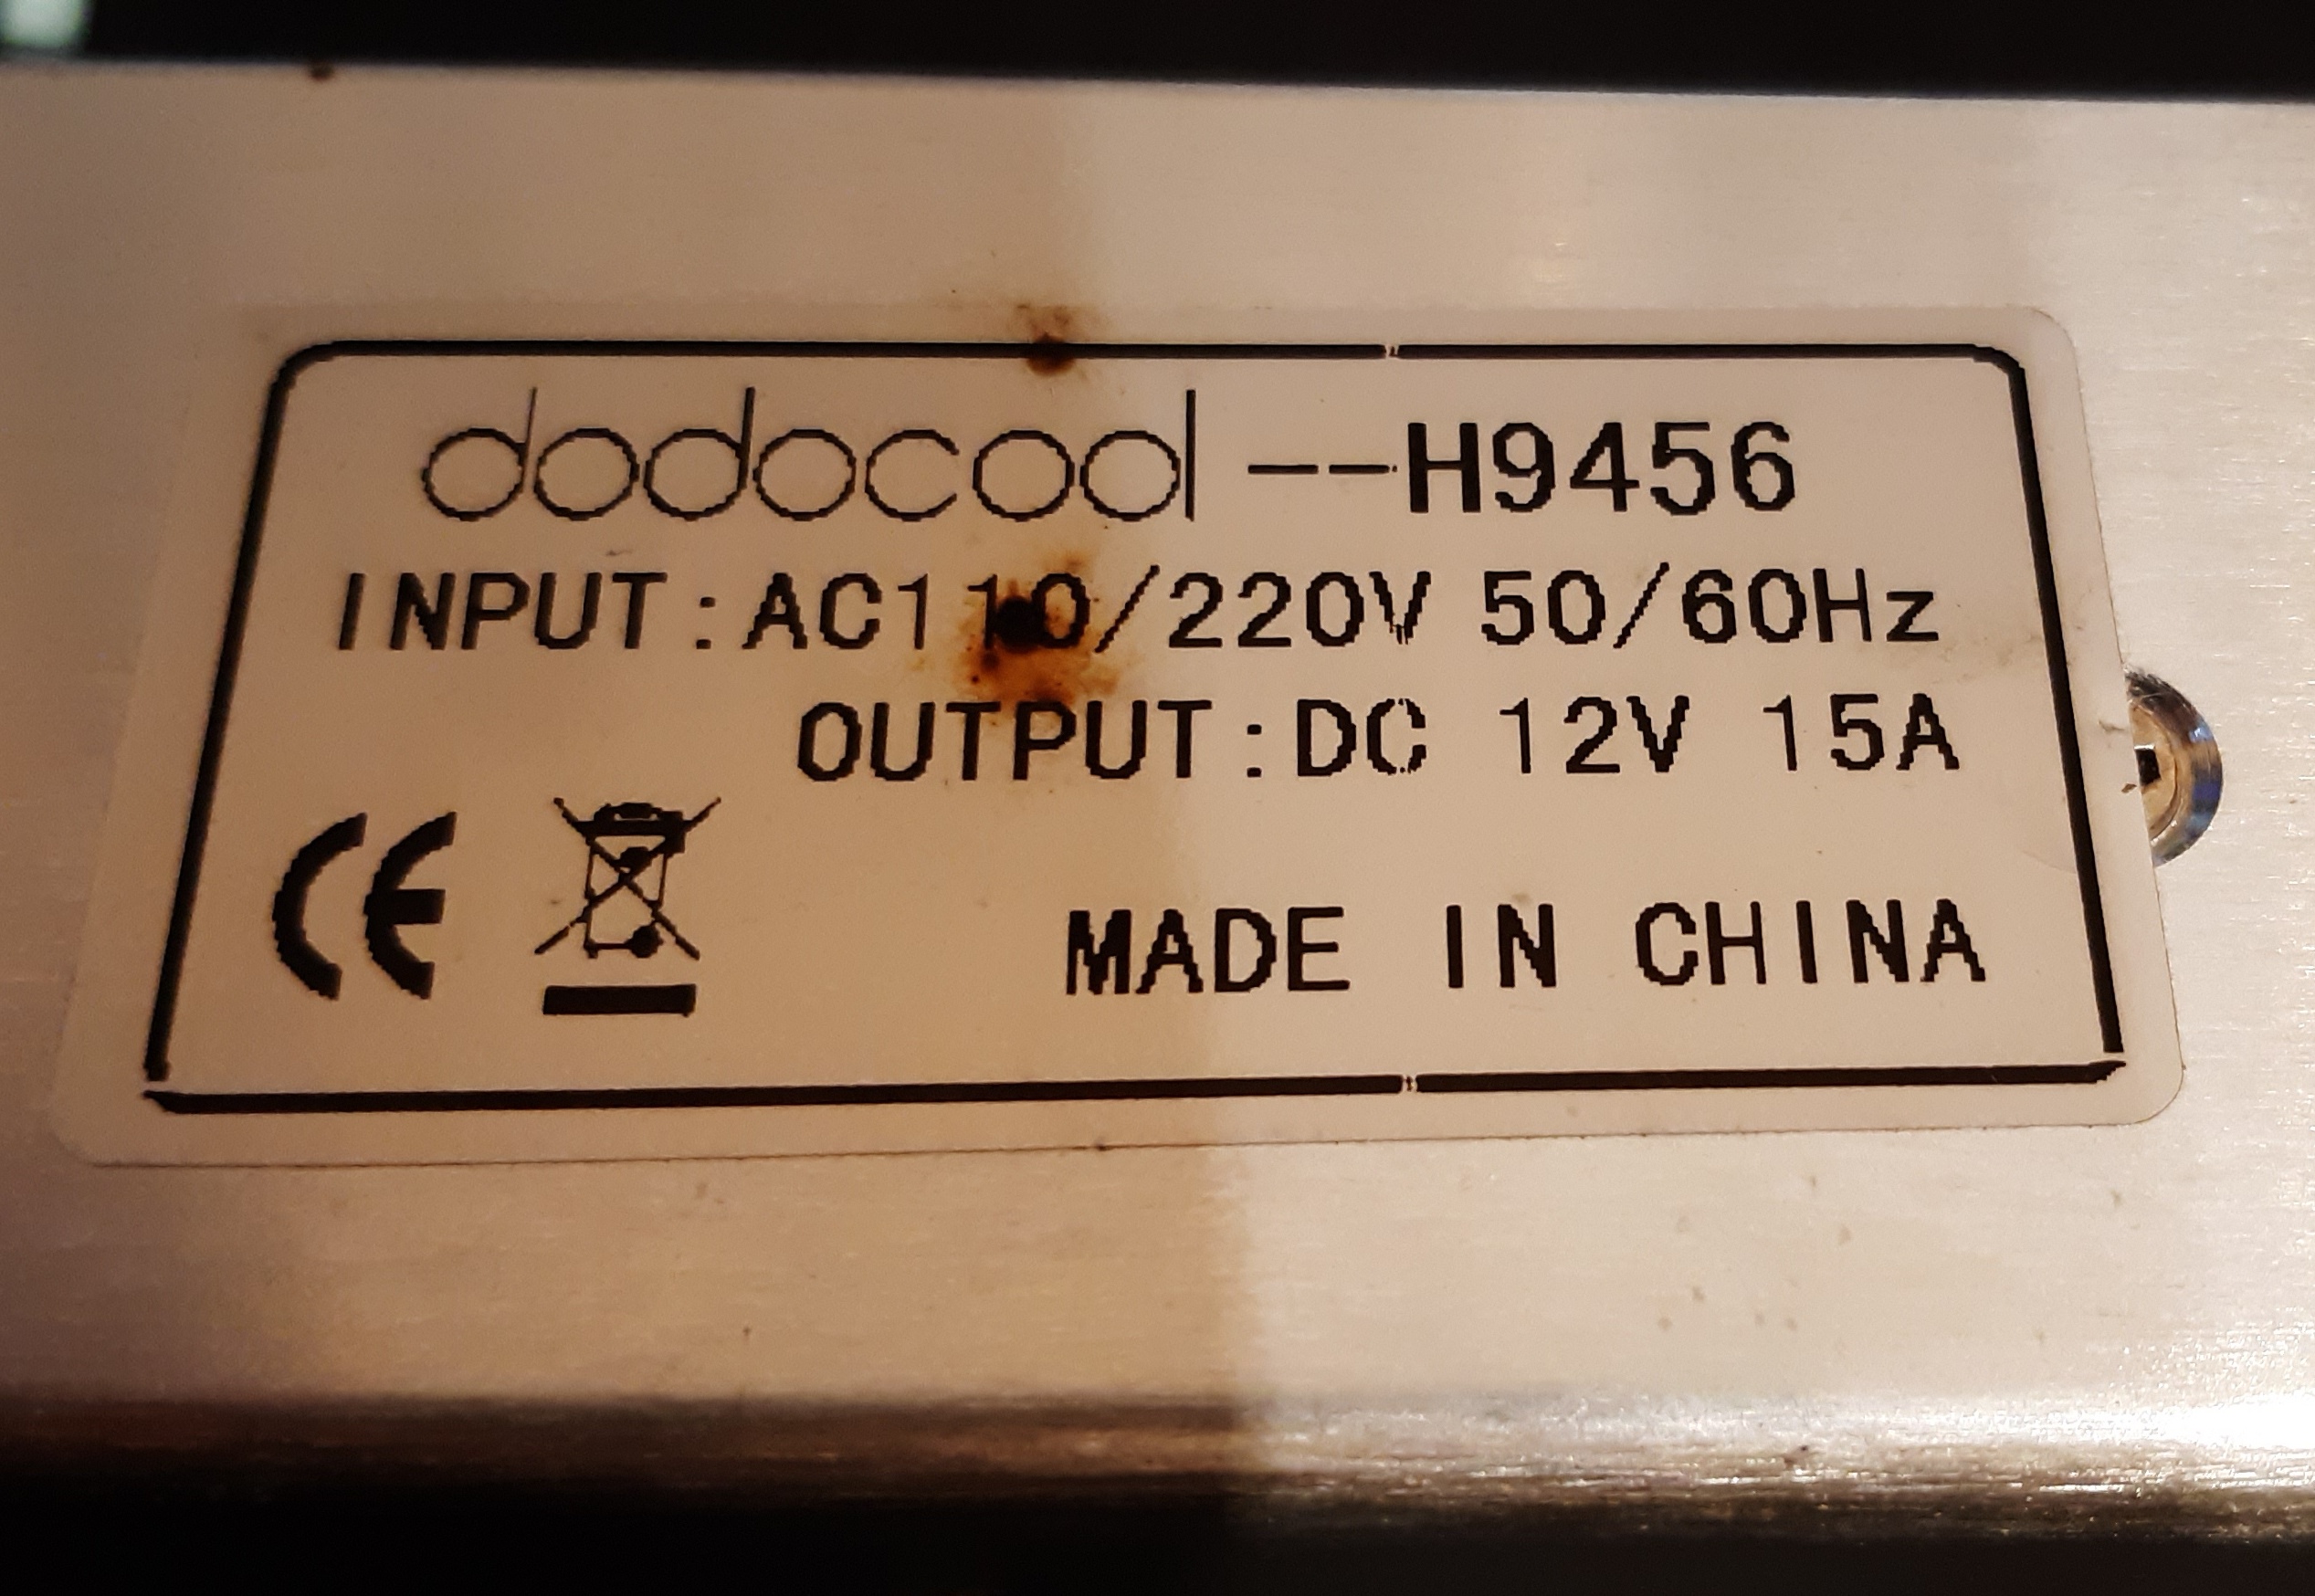 dodocool --H9456
INPUT:AC110/220V 50/60Hz
OUTPUT:DC 12V 15A
CE
MADE IN CHINA